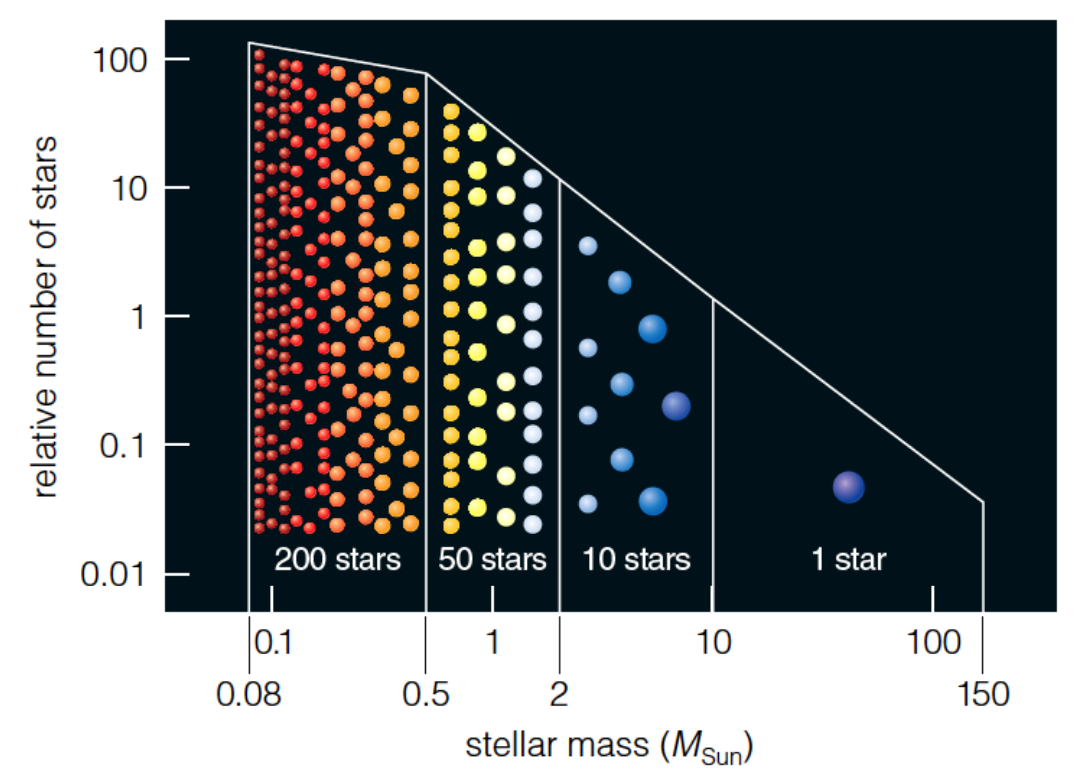 relative number of stars
100
10
1
0.1
0.01
200 stars
50 stars
10 stars
1 star
0.1
1
10
100
0.08
0.5
2
150
stellar mass (MSun)